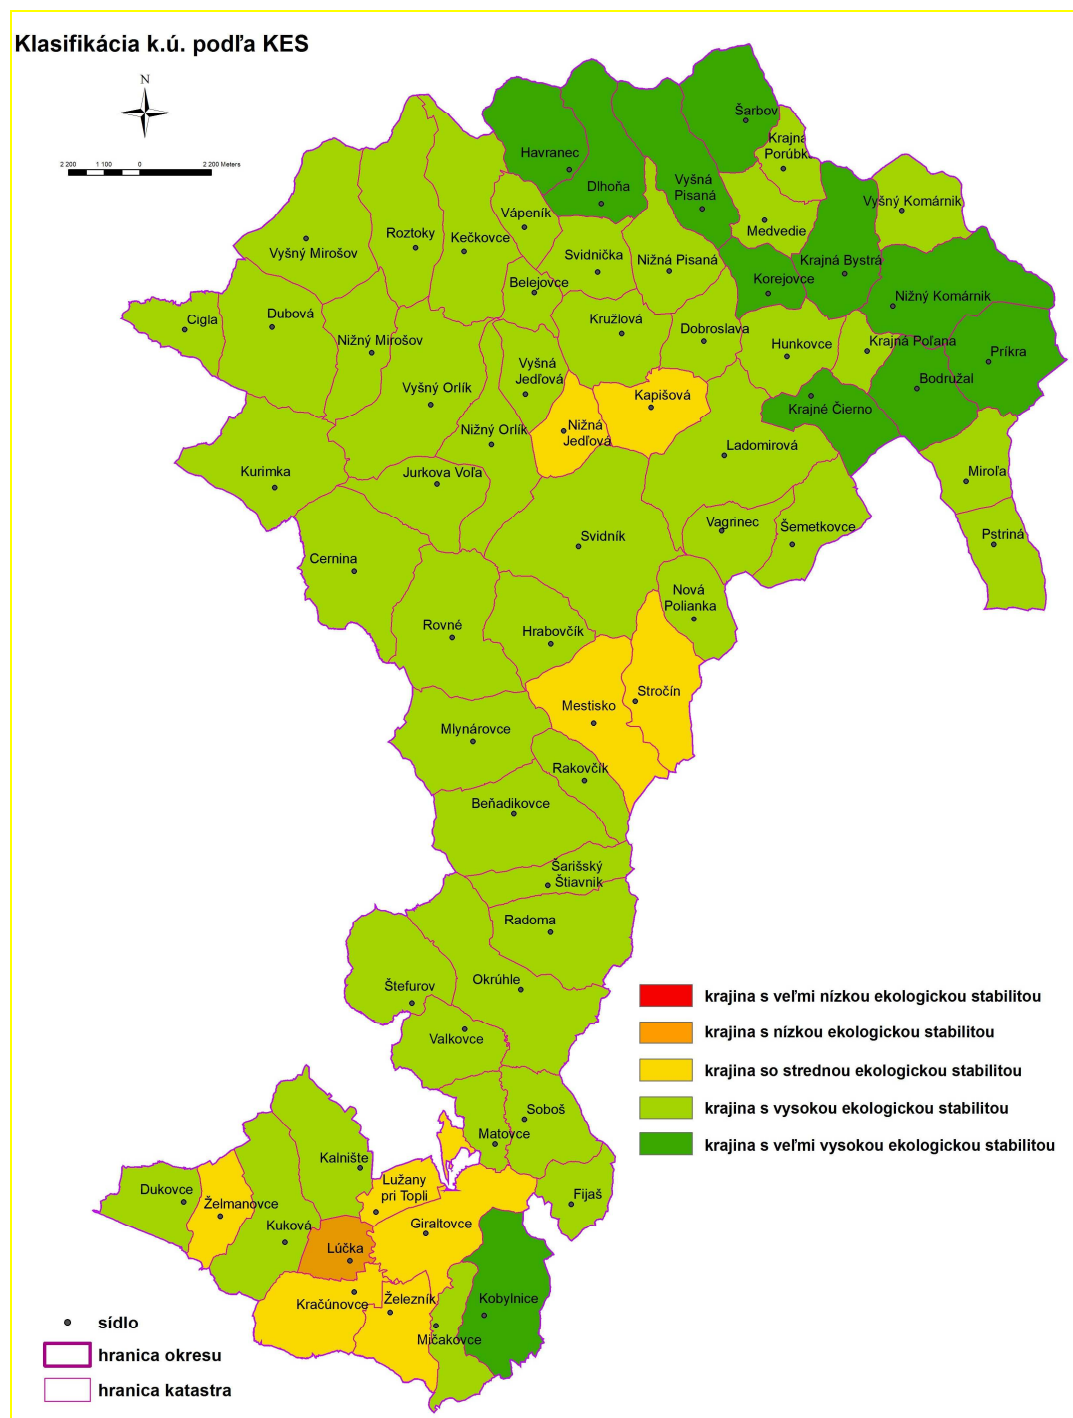 Klasifikácia k.ú. podľa KES
N
2 200 1 100 0 2 200 Meters
Šarbov
Krajná
Porúbka
Havranec
Dlhoňa
Vyšná
Pisaná
Vyšný Komárnik
Vápeník
Medvedie
Roztoky
Kečkovce
Vyšný Mirošov
Svidnička
Nižná Pisaná
Krajná Bystrá
Korejovce
Belejovce
Nižný Komárnik
Cigla
Dubová
Kružlová
Dobroslava
Nižný Mirošov
Hunkovce
Krajná Poľana
Príkra
Vyšná
Jedľová
Bodružal
Vyšný Orlík
Kapišová
Krajné Čierno
Nižný Orlík
Nižná
Jedľová
Ladomirová
Kurimka
Jurkova Voľa
Miroľa
Vagrinec
Šemetkovce
Svidník
Pstriná
Cernina
Nová
Polianka
Rovné
Hrabovčík
Stročín
Mestisko
Mlynárovce
Rakovčík
Beňadikovce
Šarišský
Štiavnik
Radoma
Okrúhle
Štefurov
Valkovce
krajina s veľmi nízkou ekologickou stabilitou
krajina s nízkou ekologickou stabilitou
krajina so strednou ekologickou stabilitou
krajina s vysokou ekologickou stabilitou
krajina s veľmi vysokou ekologickou stabilitou
Soboš
Matovce
Kalnište
Lužany
pri Topli
Dukovce
Želmanovce
Fijaš
Kuková
Giraltovce
Lúčka
Kračúnovce
Železník
Kobylnice
Mičakovce
sídlo
hranica okresu
hranica katastra